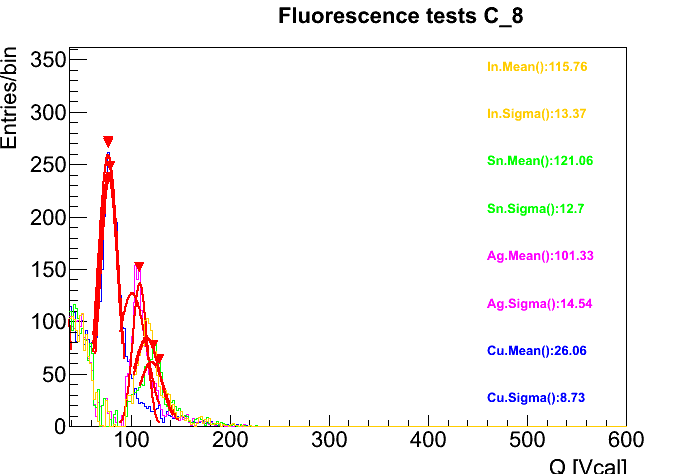 Fluorescence tests C_8
Entries/bin
350
300
250
200
150
100
50
0
In.Mean():115.76
In.Sigma():13.37
Sn.Mean():121.06
Sn.Sigma():12.7
Ag.Mean():101.33
Ag.Sigma():14.54
Cu.Mean():26.06
Cu.Sigma():8.73
100 200 300 400 500 600
Q [Vcal]